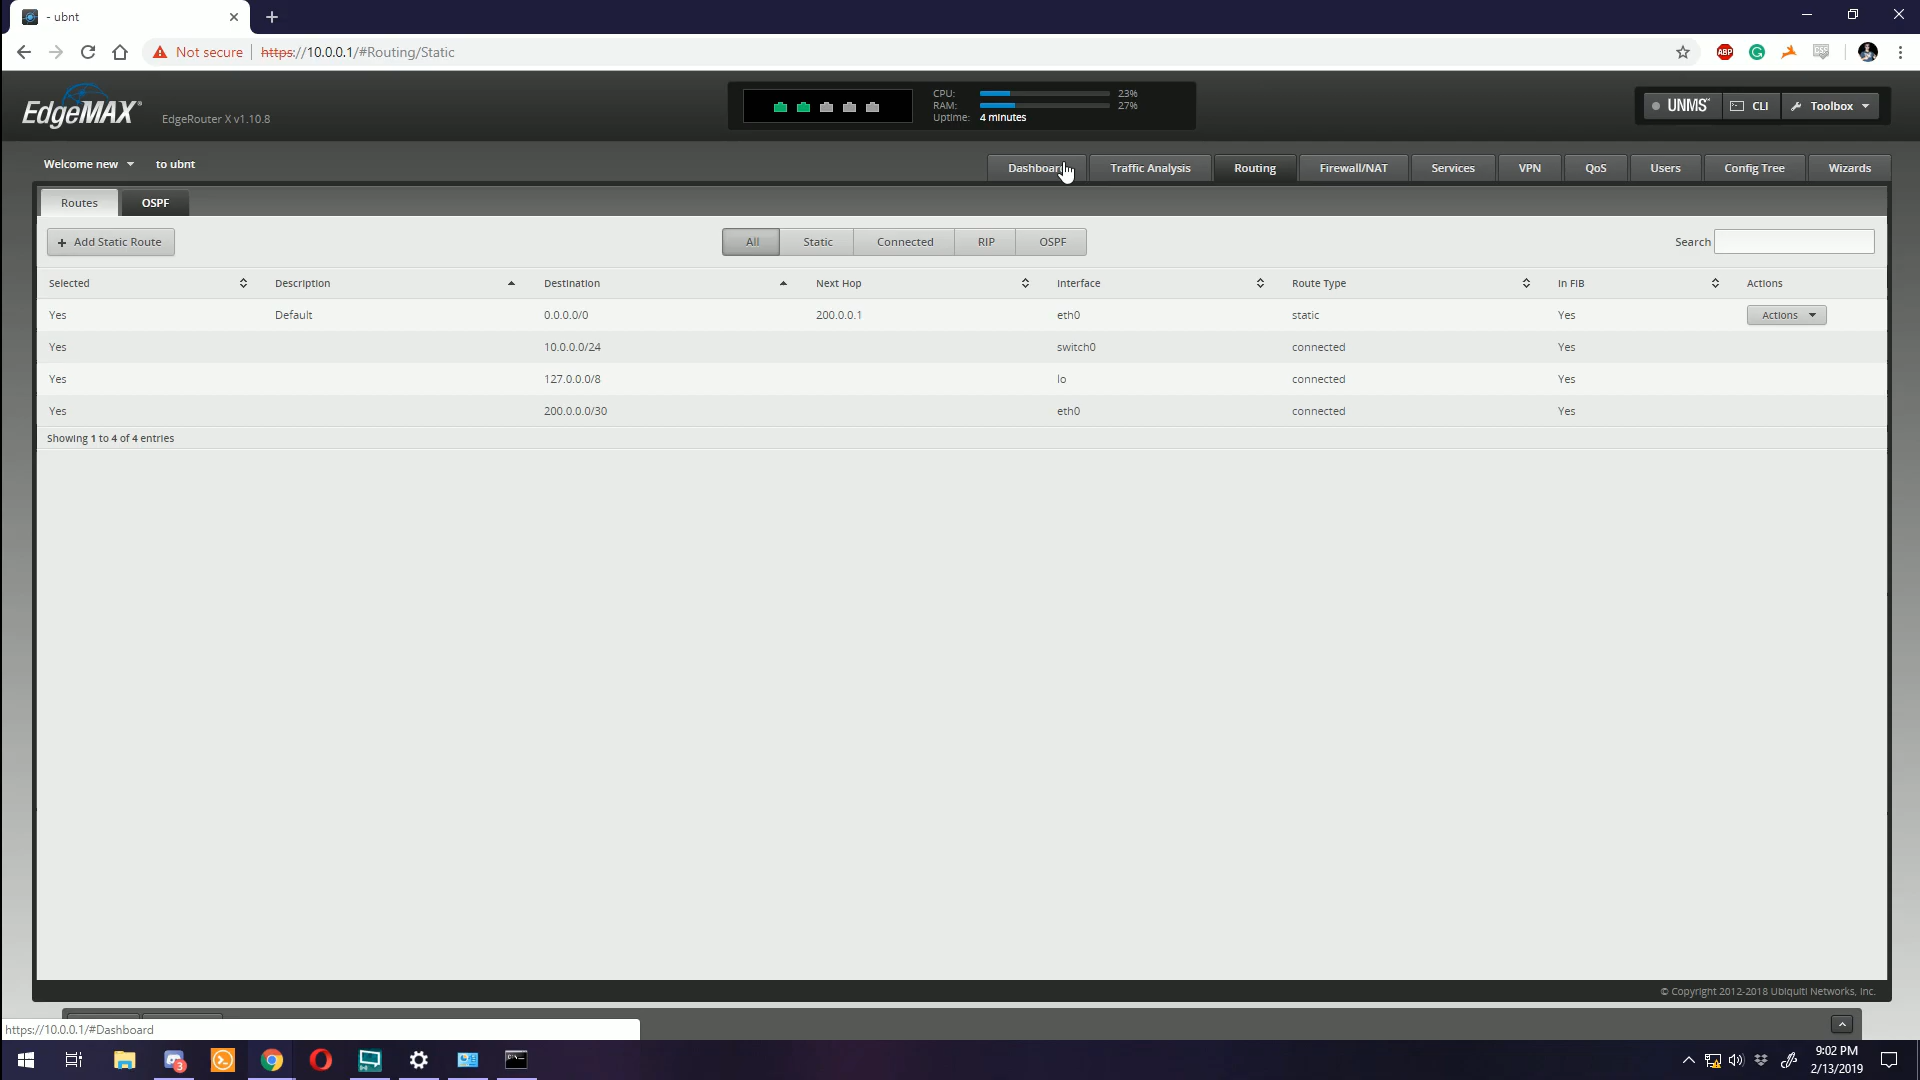 - ubnt
Not secure https://10.0.0.1/#Routing/Static
ABP
CSS
EdgeMAX®
EdgeRouter X v1.10.8
CPU: 23%
RAM: 27%
Uptime: 4 minutes
UNMS™ CLI Toolbox
Welcome new to ubnt
Dashboard Traffic Analysis Routing Firewall/NAT Services VPN QoS Users Config Tree Wizards
Routes OSPF
+ Add Static Route All Static Connected RIP OSPF Search
Selected Description Destination Next Hop Interface Route Type In FIB Actions
Yes Default 0.0.0.0/0 200.0.0.1 eth0 static Yes Actions
Yes 10.0.0.0/24 switch0 connected Yes
Yes 127.0.0.0/8 lo connected Yes
Yes 200.0.0.0/30 eth0 connected Yes
Showing 1 to 4 of 4 entries
© Copyright 2012-2018 Ubiquiti Networks, Inc.
https://10.0.0.1/#Dashboard
3
9:02 PM
2/13/2019